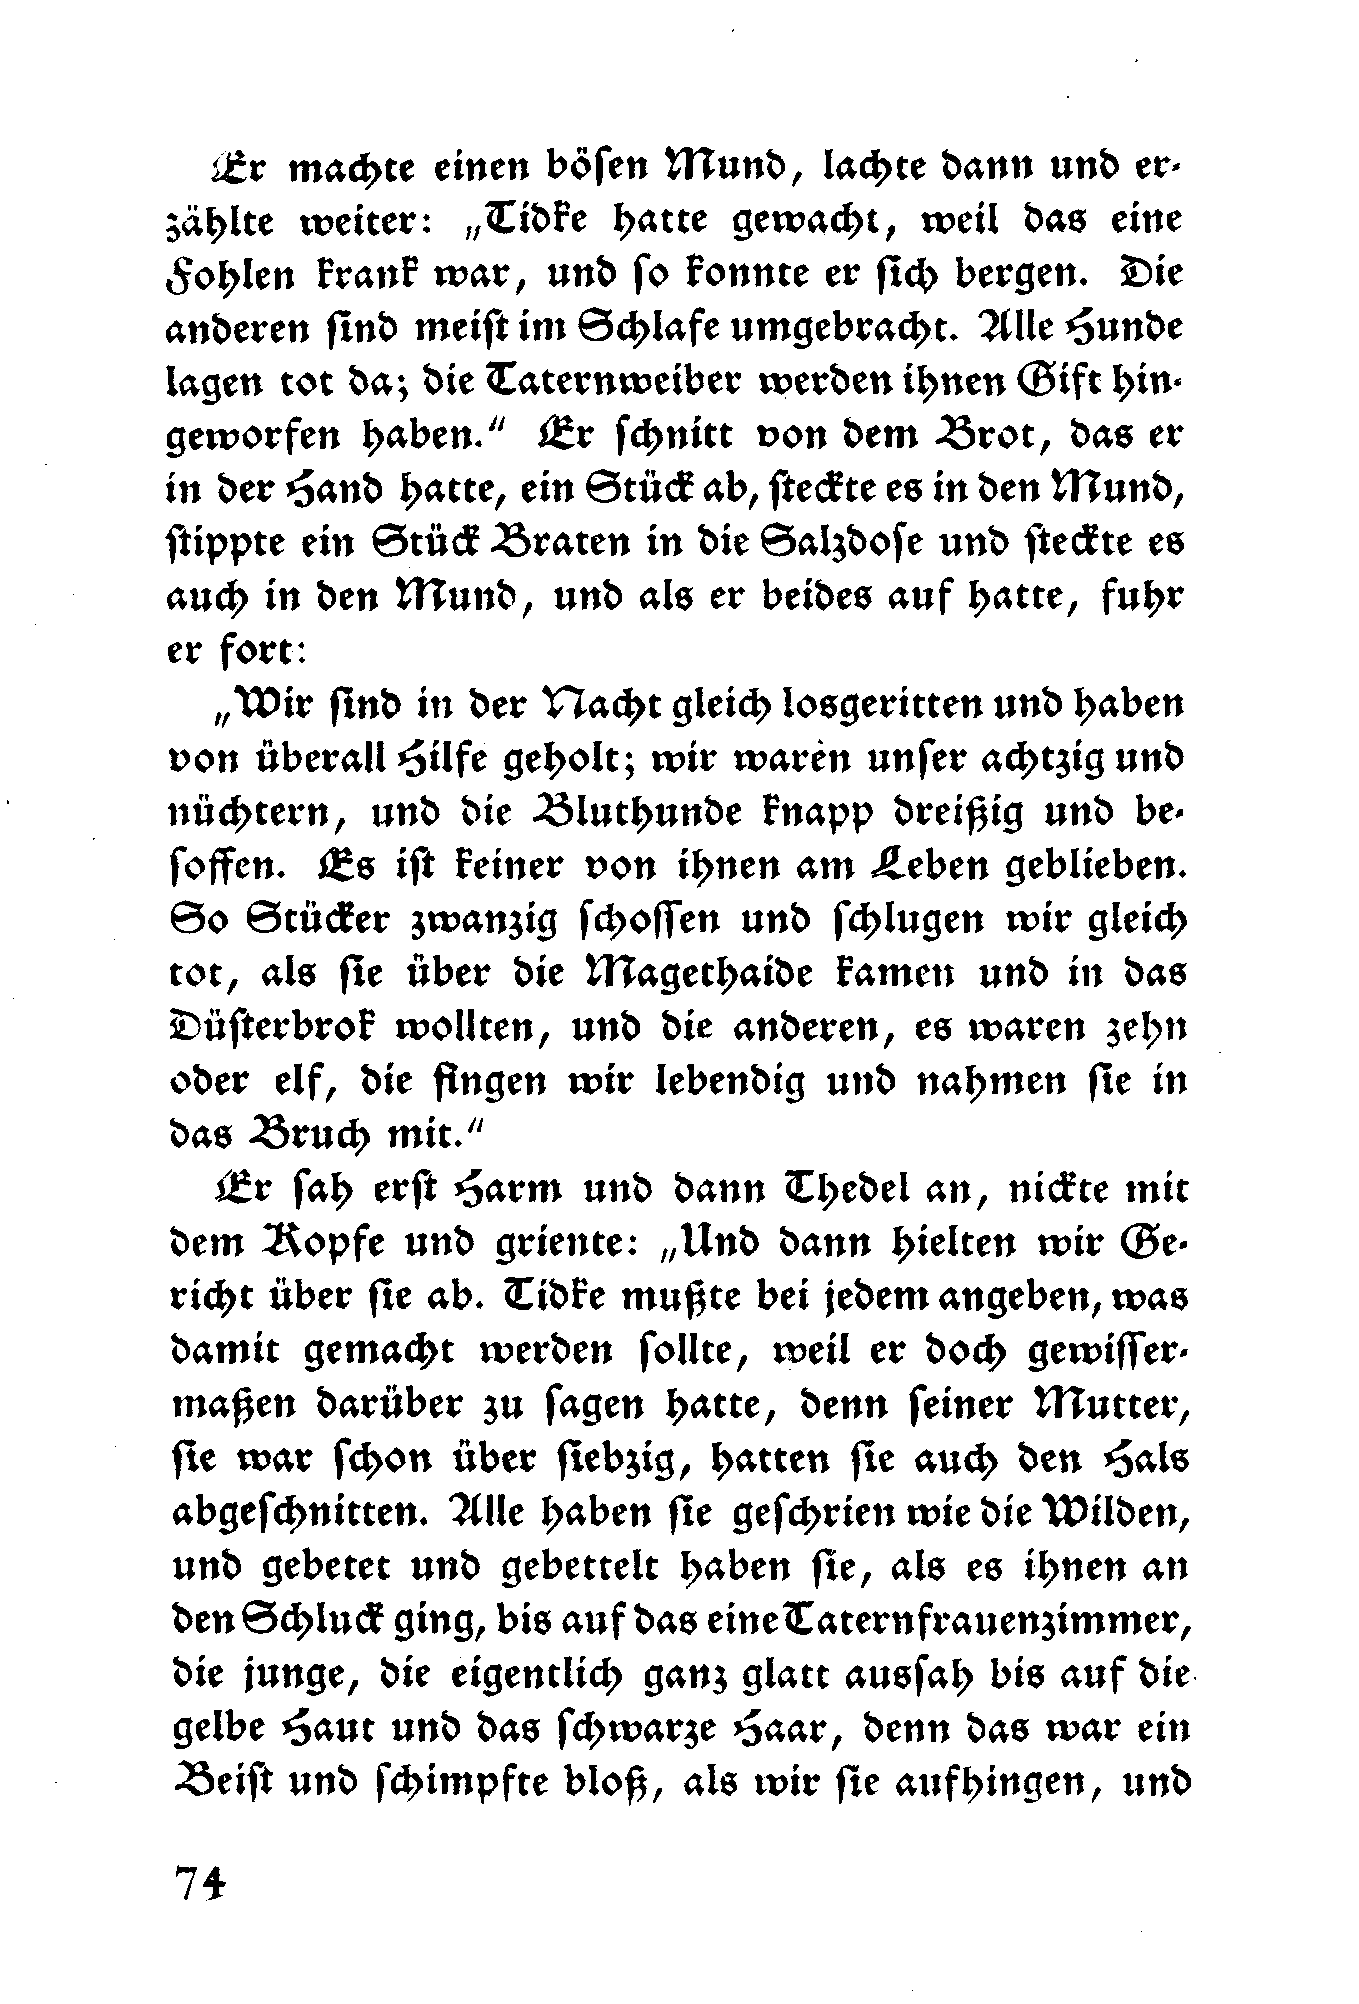 Er machte einen bösen Mund, lachte dann und er-
zählte weiter: „Tidke hatte gewacht, weil das eine
Fohlen krank war, und so konnte er sich bergen. Die
anderen sind meist im Schlafe umgebracht. Alle Hunde
lagen tot da; die Taternweiber werden ihnen Gift hin-
geworfen haben.“ Er schnitt von dem Brot, das er
in der Hand hatte, ein Stück ab, steckte es in den Mund,
stippte ein Stück Braten in die Salzdose und steckte es
auch in den Mund, und als er beides auf hatte, fuhr
er fort:
„Wir sind in der Nacht gleich losgeritten und haben
von überall Hilfe geholt; wir waren unser achtzig und
nüchtern, und die Bluthunde knapp dreißig und be-
soffen. Es ist keiner von ihnen am Leben geblieben.
So Stücker zwanzig schossen und schlugen wir gleich
tot, als sie über die Magethaide kamen und in das
Düsterbrok wollten, und die anderen, es waren zehn
oder elf, die fingen wir lebendig und nahmen sie in
das Bruch mit.“
Er sah erst Harm und dann Thedel an, nickte mit
dem Kopfe und griente: „Und dann hielten wir Ge-
richt über sie ab. Tidke mußte bei jedem angeben, was
damit gemacht werden sollte, weil er doch gewisser-
maßen darüber zu sagen hatte, denn seiner Mutter,
sie war schon über siebzig, hatten sie auch den Hals
abgeschnitten. Alle haben sie geschrien wie die Wilden,
und gebetet und gebettelt haben sie, als es ihnen an
den Schluck ging, bis auf das eine Taternfrauenzimmer,
die junge, die eigentlich ganz glatt aussah bis auf die
gelbe Haut und das schwarze Haar, denn das war ein
Beist und schimpfte bloß, als wir sie aufhingen, und
74